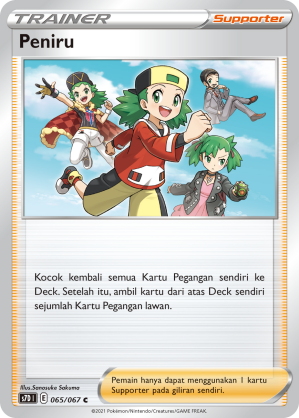 TRAINER Supporter
Peniru
Kocok kembali semua Kartu Pegangan sendiri ke
Deck. Setelah itu, ambil kartu dari atas Deck sendiri
sejumlah Kartu Pegangan lawan.
Illus. Sanosuke Sakuma
s7D I E 065/067 C
Pemain hanya dapat menggunakan 1 kartu
Supporter pada giliran sendiri.
©2021 Pokémon/Nintendo/Creatures/GAME FREAK.